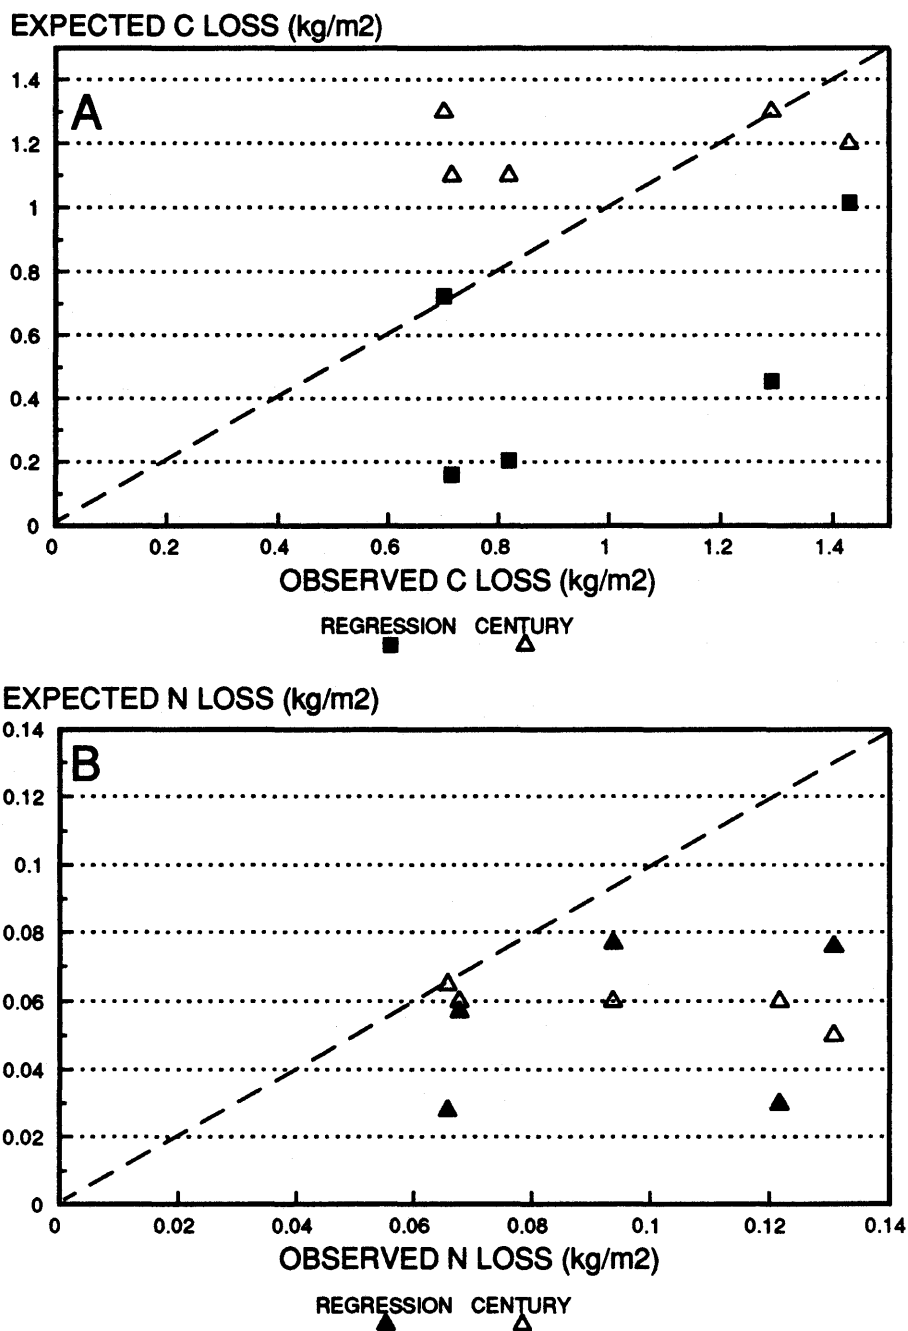 EXPECTED C LOSS (kg/m2)
1.4
A
1.2
1
0.8
0.6
0.4
0.2
0
0 0.2 0.4 0.6 0.8 1 1.2 1.4
OBSERVED C LOSS (kg/m2)
REGRESSION CENTURY
EXPECTED N LOSS (kg/m2)
0.14
B
0.12
0.1
0.08
0.06
0.04
0.02
0
0 0.02 0.04 0.06 0.08 0.1 0.12 0.14
OBSERVED N LOSS (kg/m2)
REGRESSION CENTURY